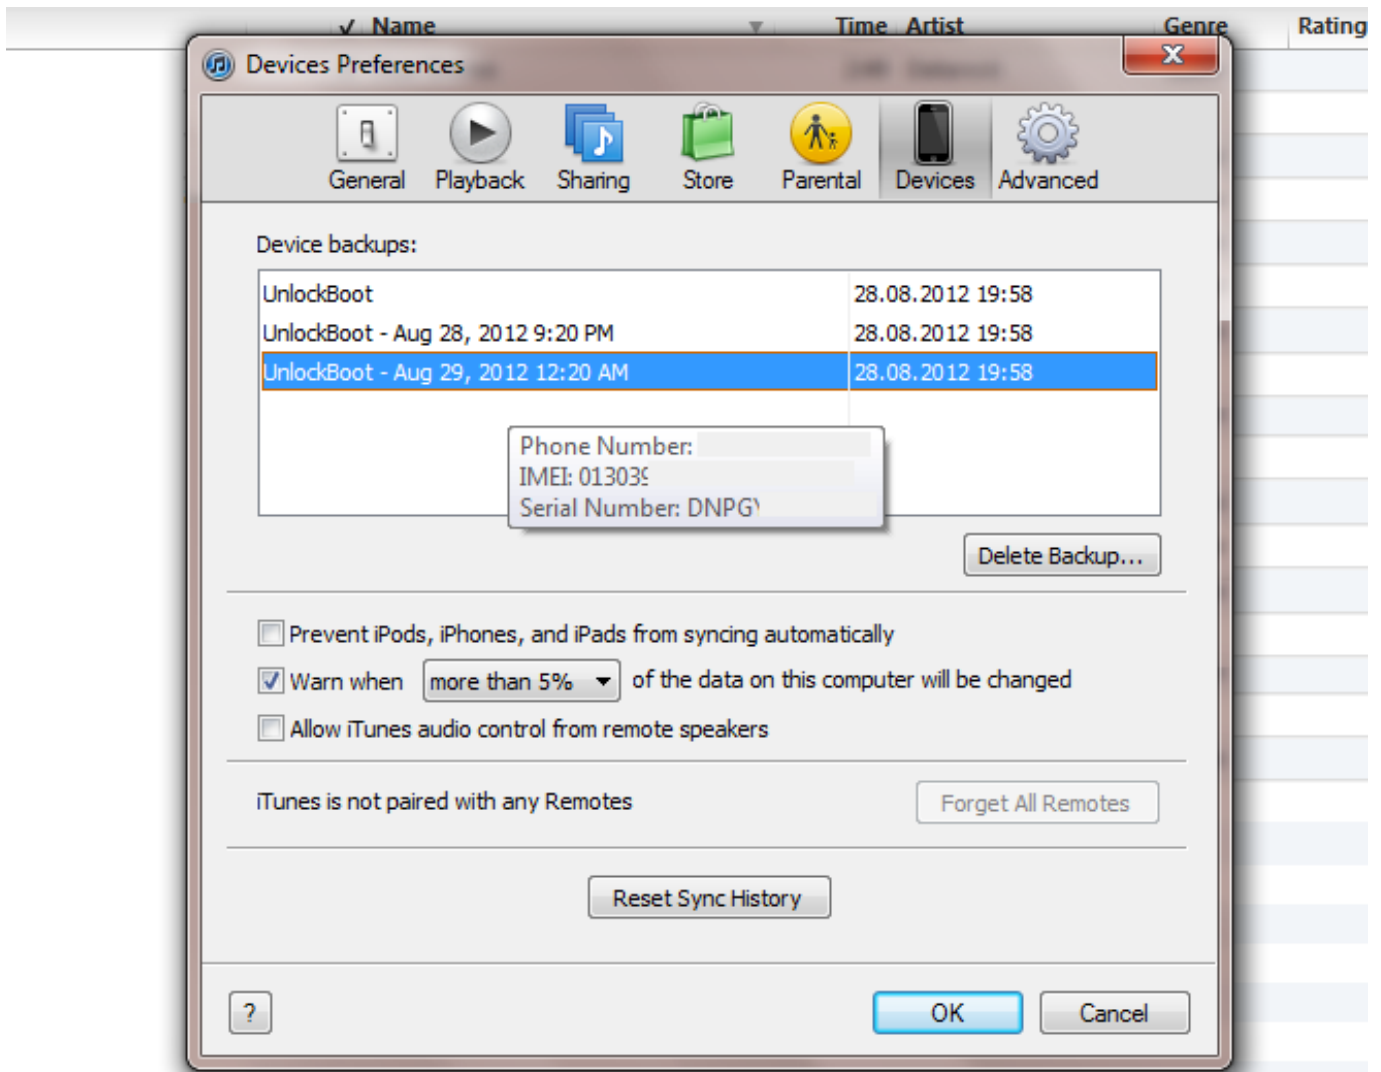 ✓ Name Time Artist Genre Rating
Devices Preferences
General Playback Sharing Store Parental Devices Advanced
Device backups:
UnlockBoot 28.08.2012 19:58
UnlockBoot - Aug 28, 2012 9:20 PM 28.08.2012 19:58
UnlockBoot - Aug 29, 2012 12:20 AM 28.08.2012 19:58
Phone Number:
IMEI: 013039
Serial Number: DNPGY
Delete Backup...
Prevent iPods, iPhones, and iPads from syncing automatically
Warn when more than 5% of the data on this computer will be changed
Allow iTunes audio control from remote speakers
iTunes is not paired with any Remotes Forget All Remotes
Reset Sync History
? OK Cancel